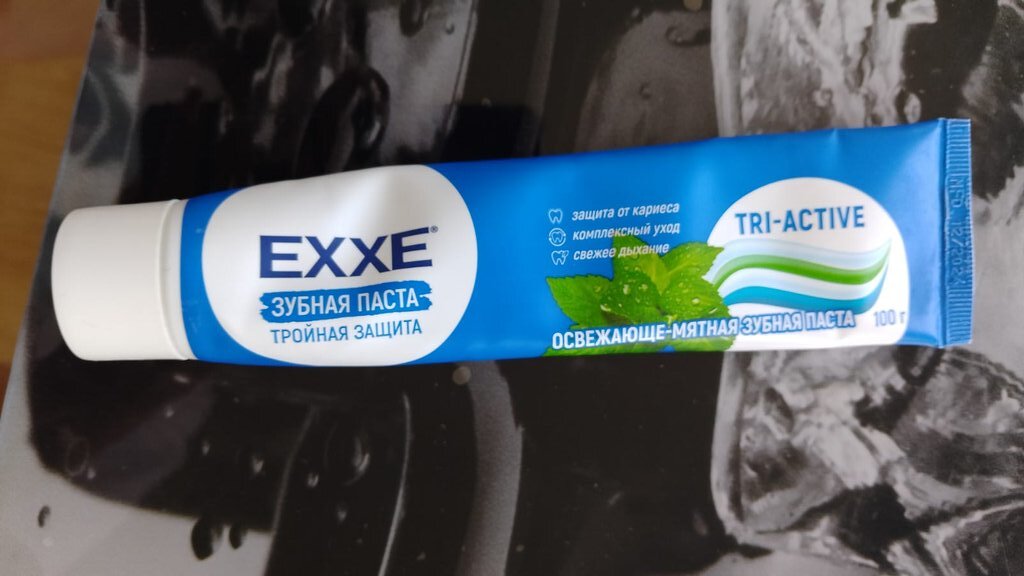 EXXE®
ЗУБНАЯ ПАСТА
ТРОЙНАЯ ЗАЩИТА
защита от кариеса
комплексный уход
свежее дыхание
TRI-ACTIVE
ОСВЕЖАЮЩЕ-МЯТНАЯ ЗУБНАЯ ПАСТА
100 г